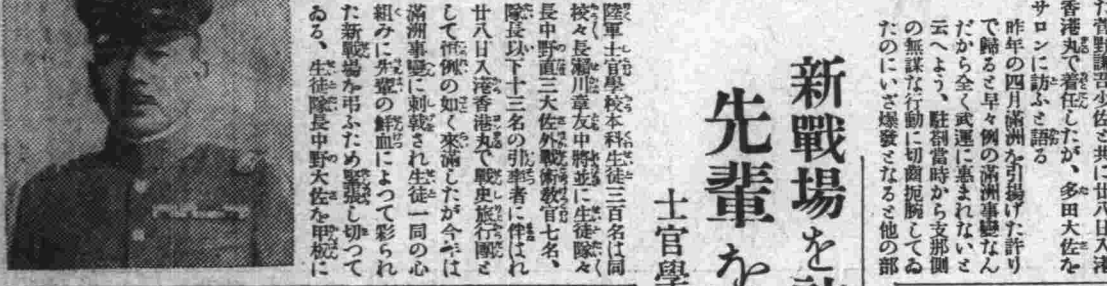 た菅野謙吾少佐と共に廿八日入港
香港丸で着任したが、多田大佐を
サロンに訪ふと語る
昨年の四月滿洲を引揚げた許り
で歸ると早々例の滿洲事變なん
だから全く武運に惠まれないと
云へよう、駐劄當時から支那側
の無謀な行動に切齒扼腕してゐ
たのにいざ爆發となると他の部
新戰場を
先輩を
士官學
陸軍士官學校本科生徒三百名は同
校々長瀬川章友中將並に生徒隊々
長中野直三大佐外戰術敎官七名、
隊長以下十三名の引率者に伴はれ
廿八日入港香港丸で戰史旅行團と
して恒例の如く來滿したが今年は
滿洲事變に刺戟され生徒一同の心
組みに先輩の鮮血によつて彩られ
た新戰場を弔ふため緊張し切つて
ゐる、生徒隊長中野大佐を甲板に